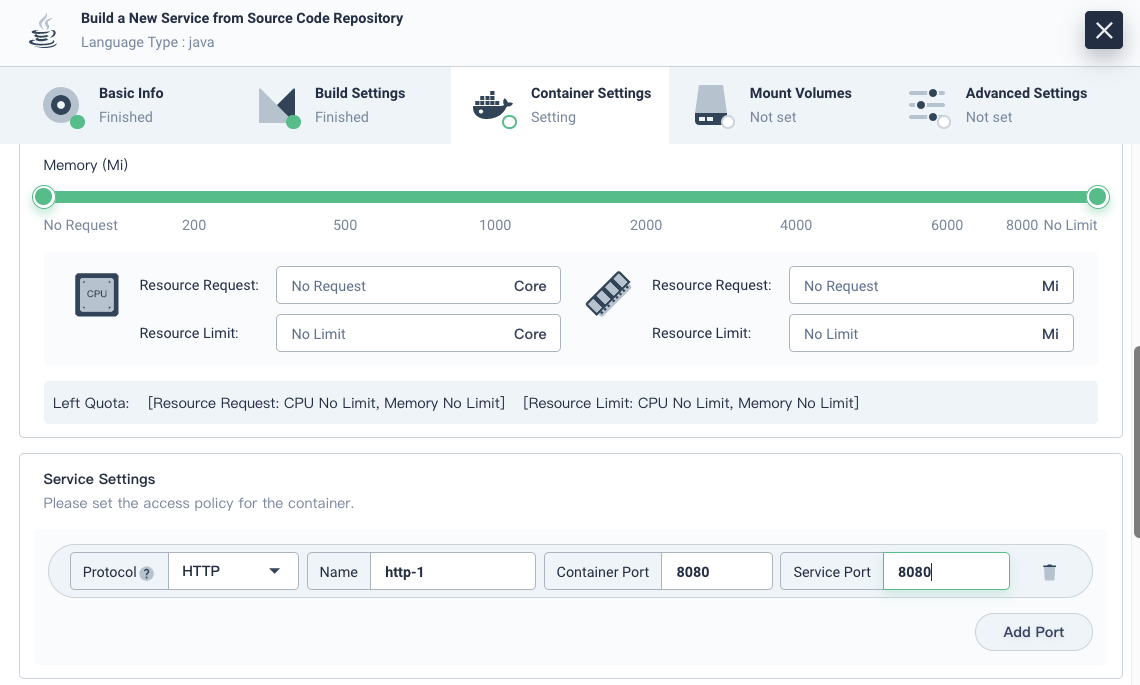 Build a New Service from Source Code Repository
Language Type : java
Basic Info
Finished
Build Settings
Finished
Container Settings
Setting
Mount Volumes
Not set
Advanced Settings
Not set
Memory (Mi)
No Request 200 500 1000 2000 4000 6000 8000 No Limit
CPU
Resource Request: No Request Core
Resource Request: No Request Mi
Resource Limit: No Limit Core
Resource Limit: No Limit Mi
Left Quota: [Resource Request: CPU No Limit, Memory No Limit] [Resource Limit: CPU No Limit, Memory No Limit]
Service Settings
Please set the access policy for the container.
Protocol ? HTTP Name http-1 Container Port 8080 Service Port 8080
Add Port